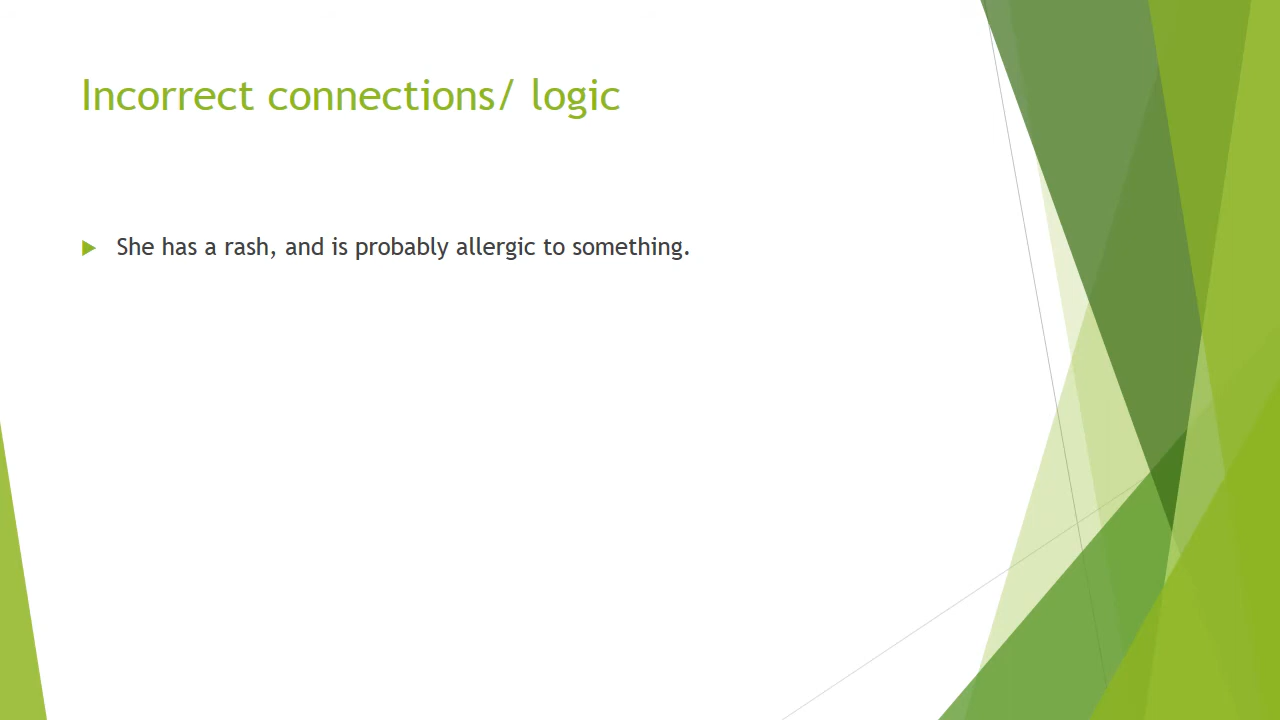 Incorrect connections/ logic
She has a rash, and is probably allergic to something.